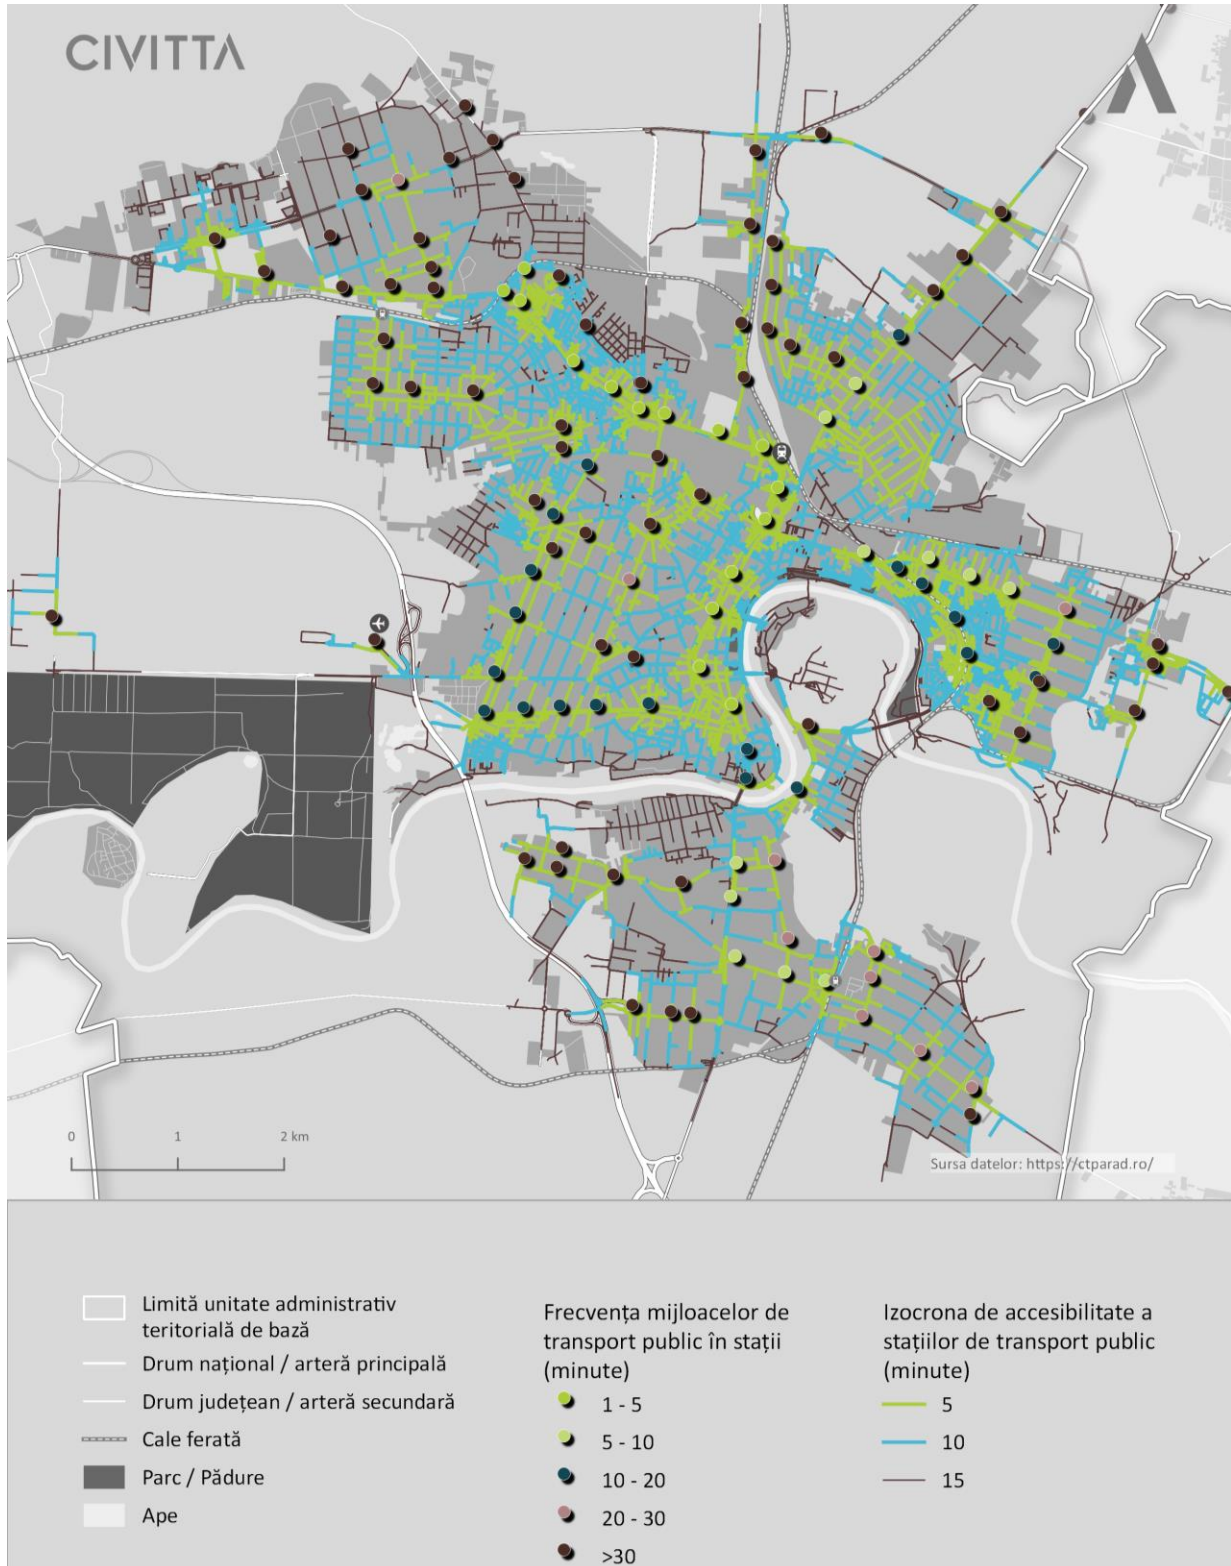 CIVITTA
0 1 2 km
Sursa datelor: https://ctparad.ro/
Limită unitate administrativ
teritorială de bază
Drum național / arteră principală
Drum județean / arteră secundară
Cale ferată
Parc / Pădure
Ape
Frecvența mijloacelor de
transport public în stații
(minute)
1 - 5
5 - 10
10 - 20
20 - 30
>30
Izocrona de accesibilitate a
stațiilor de transport public
(minute)
5
10
15